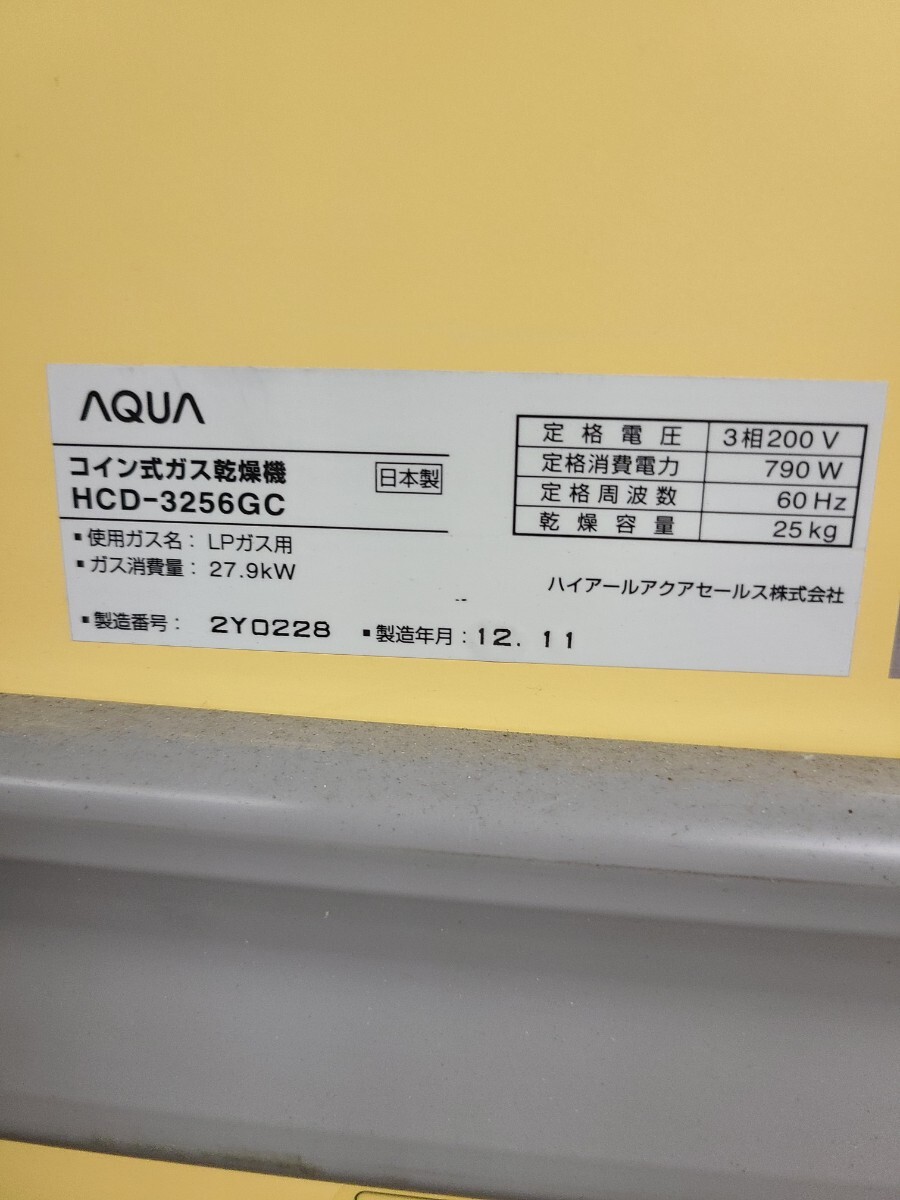 AQUA
コイン式ガス乾燥機
HCD-3256GC
日本製
▪使用ガス名：LPガス用
▪ガス消費量：27.9kW
▪製造番号：2Y0228 ▪製造年月：12.11
定格電圧 3相200V
定格消費電力 790W
定格周波数 60Hz
乾燥容量 25kg
ハイアールアクアセールス株式会社